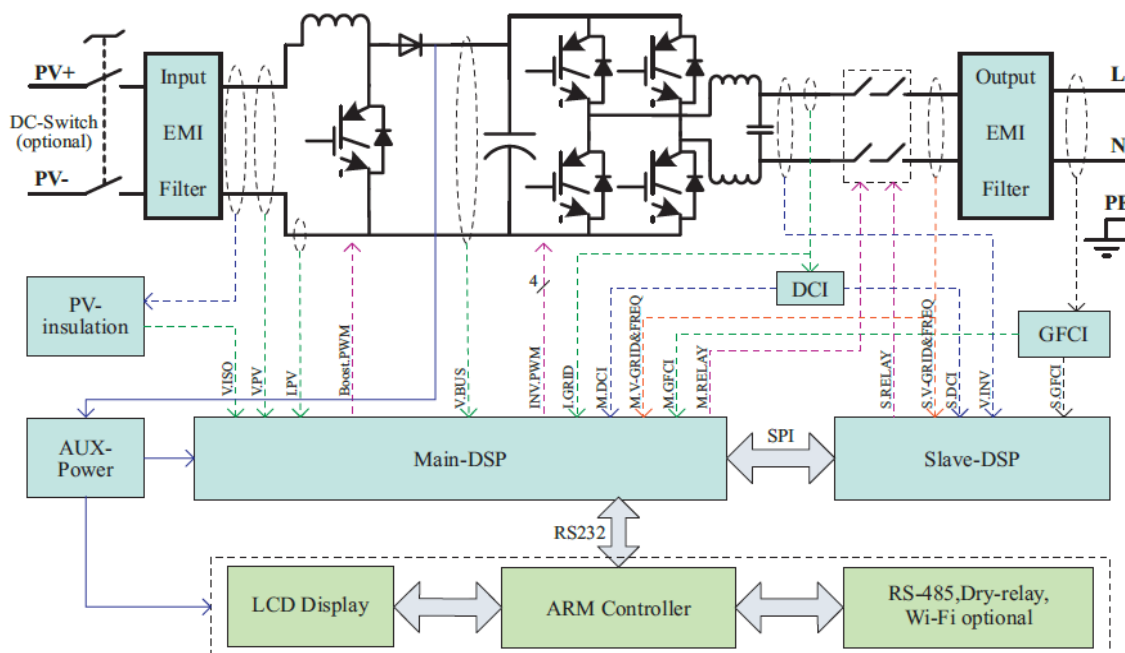 PV+
DC-Switch
(optional)
PV-
Input
EMI
Filter
Output
EMI
Filter
L
N
PE
PV-
insulation
4
DCI
GFCI
V.ISO
V.PV
I.PV
Boost.PWM
V.BUS
INV.PWM
I.GRID
M.DCI
M.V-GRID&FREQ
M.GFCI
M.RELAY
S.RELAY
S.V-GRID&FREQ
S.DCI
V.INV
S.GFCI
AUX-
Power
Main-DSP
SPI
Slave-DSP
RS232
LCD Display
ARM Controller
RS-485,Dry-relay,
Wi-Fi optional